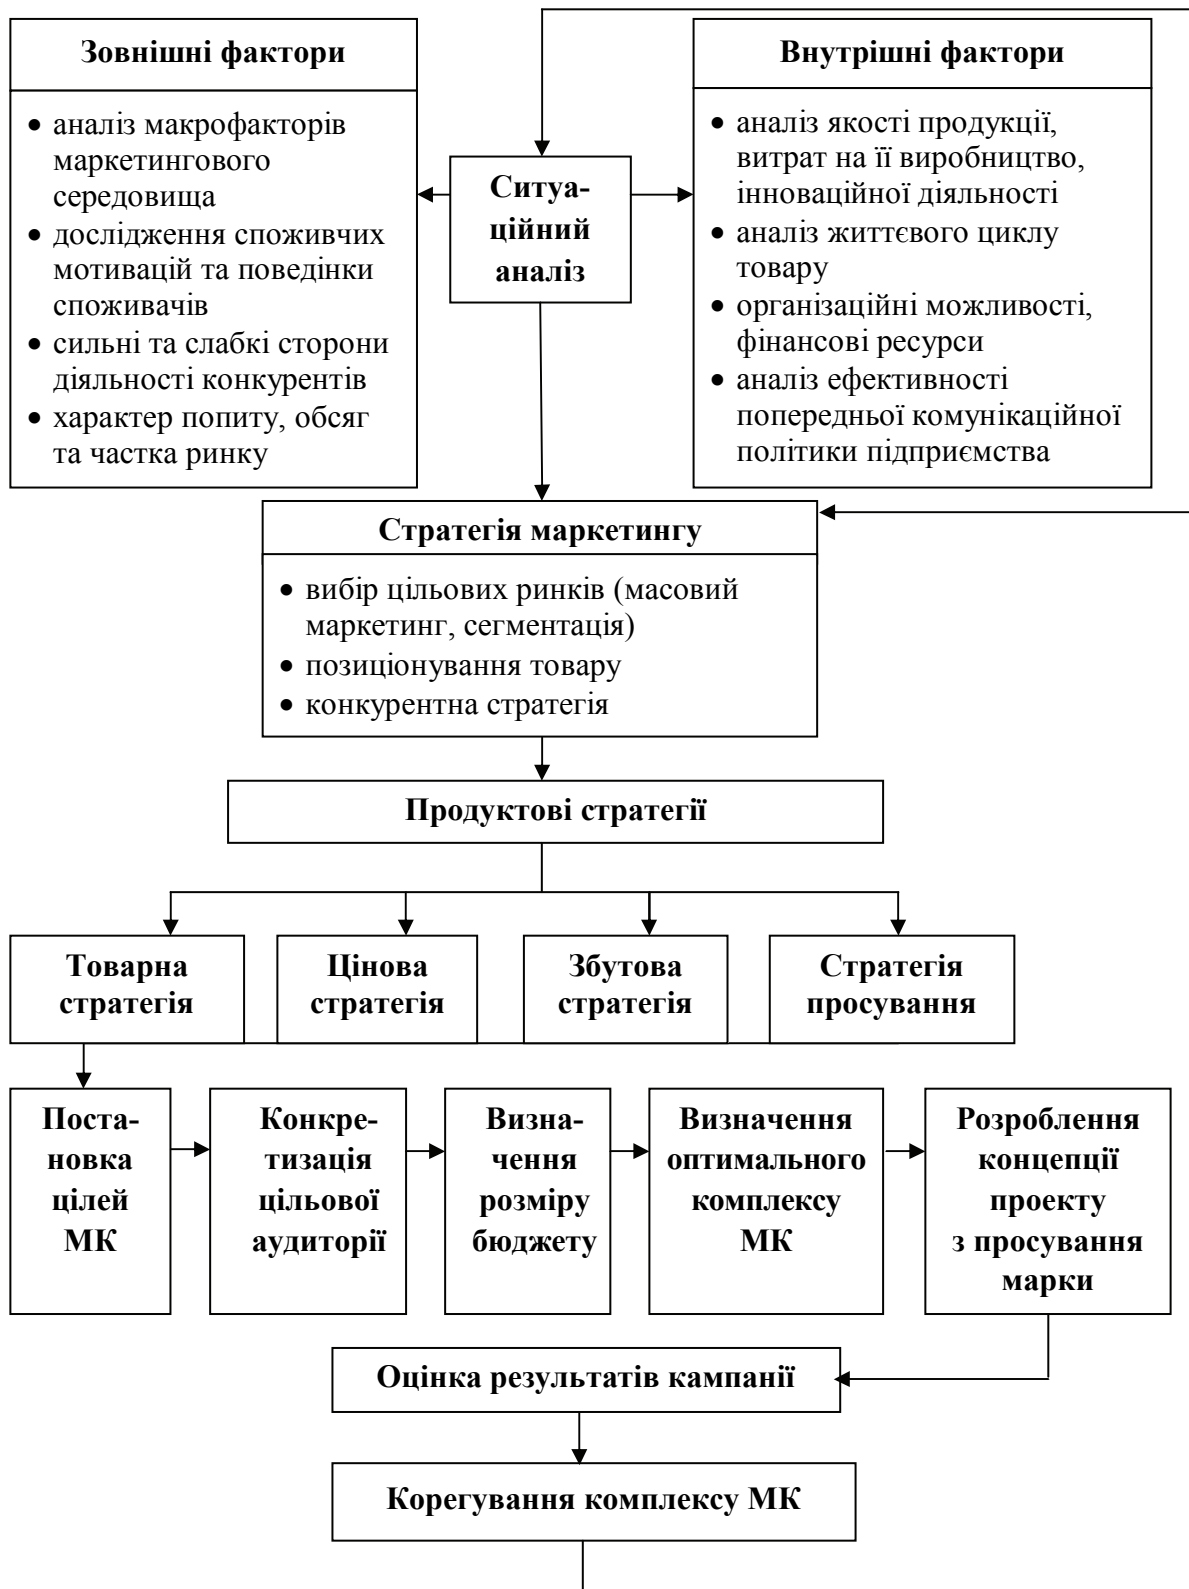 Зовнішні фактори
• аналіз макрофакторів
маркетингового
середовища
• дослідження споживчих
мотивацій та поведінки
споживачів
• сильні та слабкі сторони
діяльності конкурентів
• характер попиту, обсяг
та частка ринку
Ситуа-
ційний
аналіз
Внутрішні фактори
• аналіз якості продукції,
витрат на її виробництво,
інноваційної діяльності
• аналіз життєвого циклу
товару
• організаційні можливості,
фінансові ресурси
• аналіз ефективності
попередньої комунікаційної
політики підприємства
Стратегія маркетингу
• вибір цільових ринків (масовий
маркетинг, сегментація)
• позиціонування товару
• конкурентна стратегія
Продуктові стратегії
Товарна
стратегія
Цінова
стратегія
Збутова
стратегія
Стратегія
просування
Поста-
новка
цілей
МК
Конкре-
тизація
цільової
аудиторії
Визна-
чення
розміру
бюджету
Визначення
оптимального
комплексу
МК
Розроблення
концепції
проекту
з просування
марки
Оцінка результатів кампанії
Корегування комплексу МК